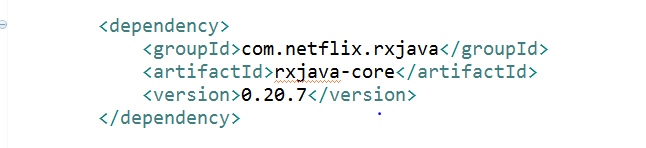 <dependency>
<groupId>com.netflix.rxjava</groupId>
<artifactId>rxjava-core</artifactId>
<version>0.20.7</version>
</dependency>